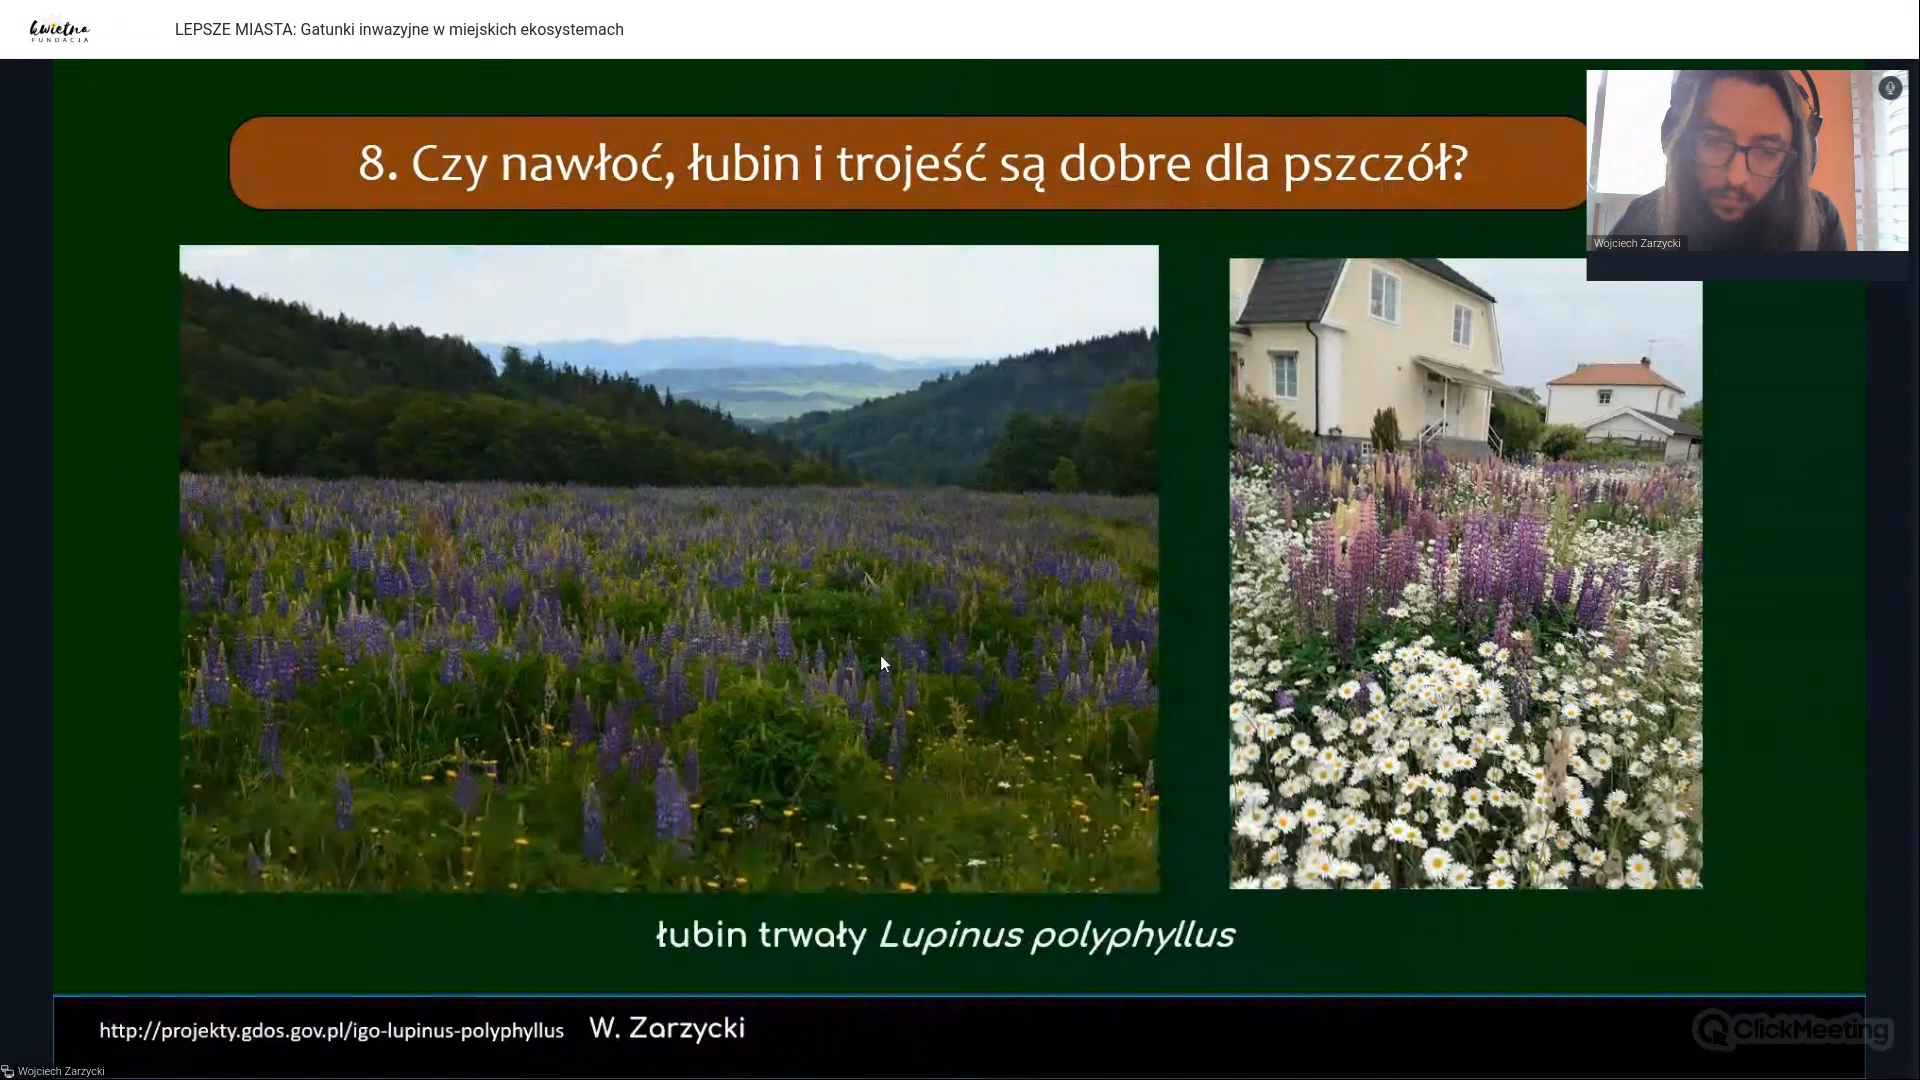 kwietna
FUNDACJA
LEPSZE MIASTA: Gatunki inwazyjne w miejskich ekosystemach
8. Czy nawłoć, łubin i trojeść są dobre dla pszczół?
Wojciech Zarzycki
łubin trwały Lupinus polyphyllus
http://projekty.gdos.gov.pl/igo-lupinus-polyphyllus W. Zarzycki
ClickMeeting
Wojciech Zarzycki